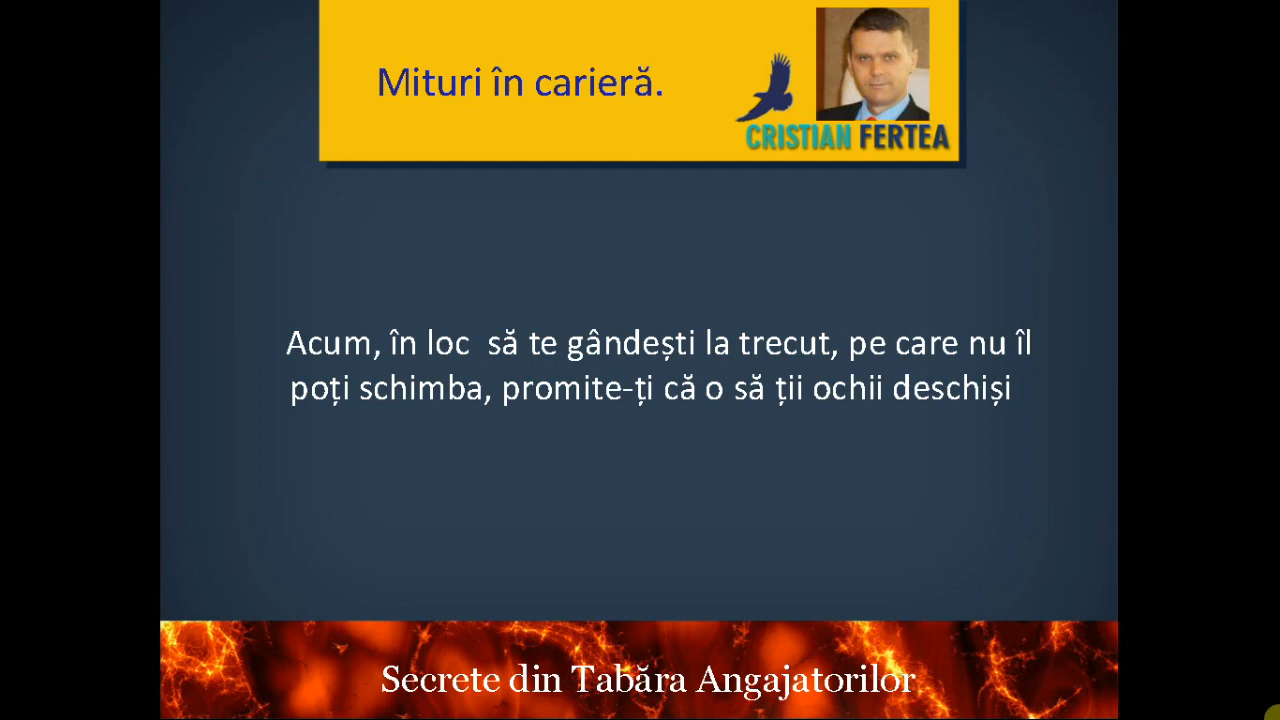 Mituri în carieră.
CRISTIAN FERTEA
Acum, în loc  să te gândești la trecut, pe care nu îl
poți schimba, promite-ți că o să ții ochii deschiși
Secrete din Tabăra Angajatorilor